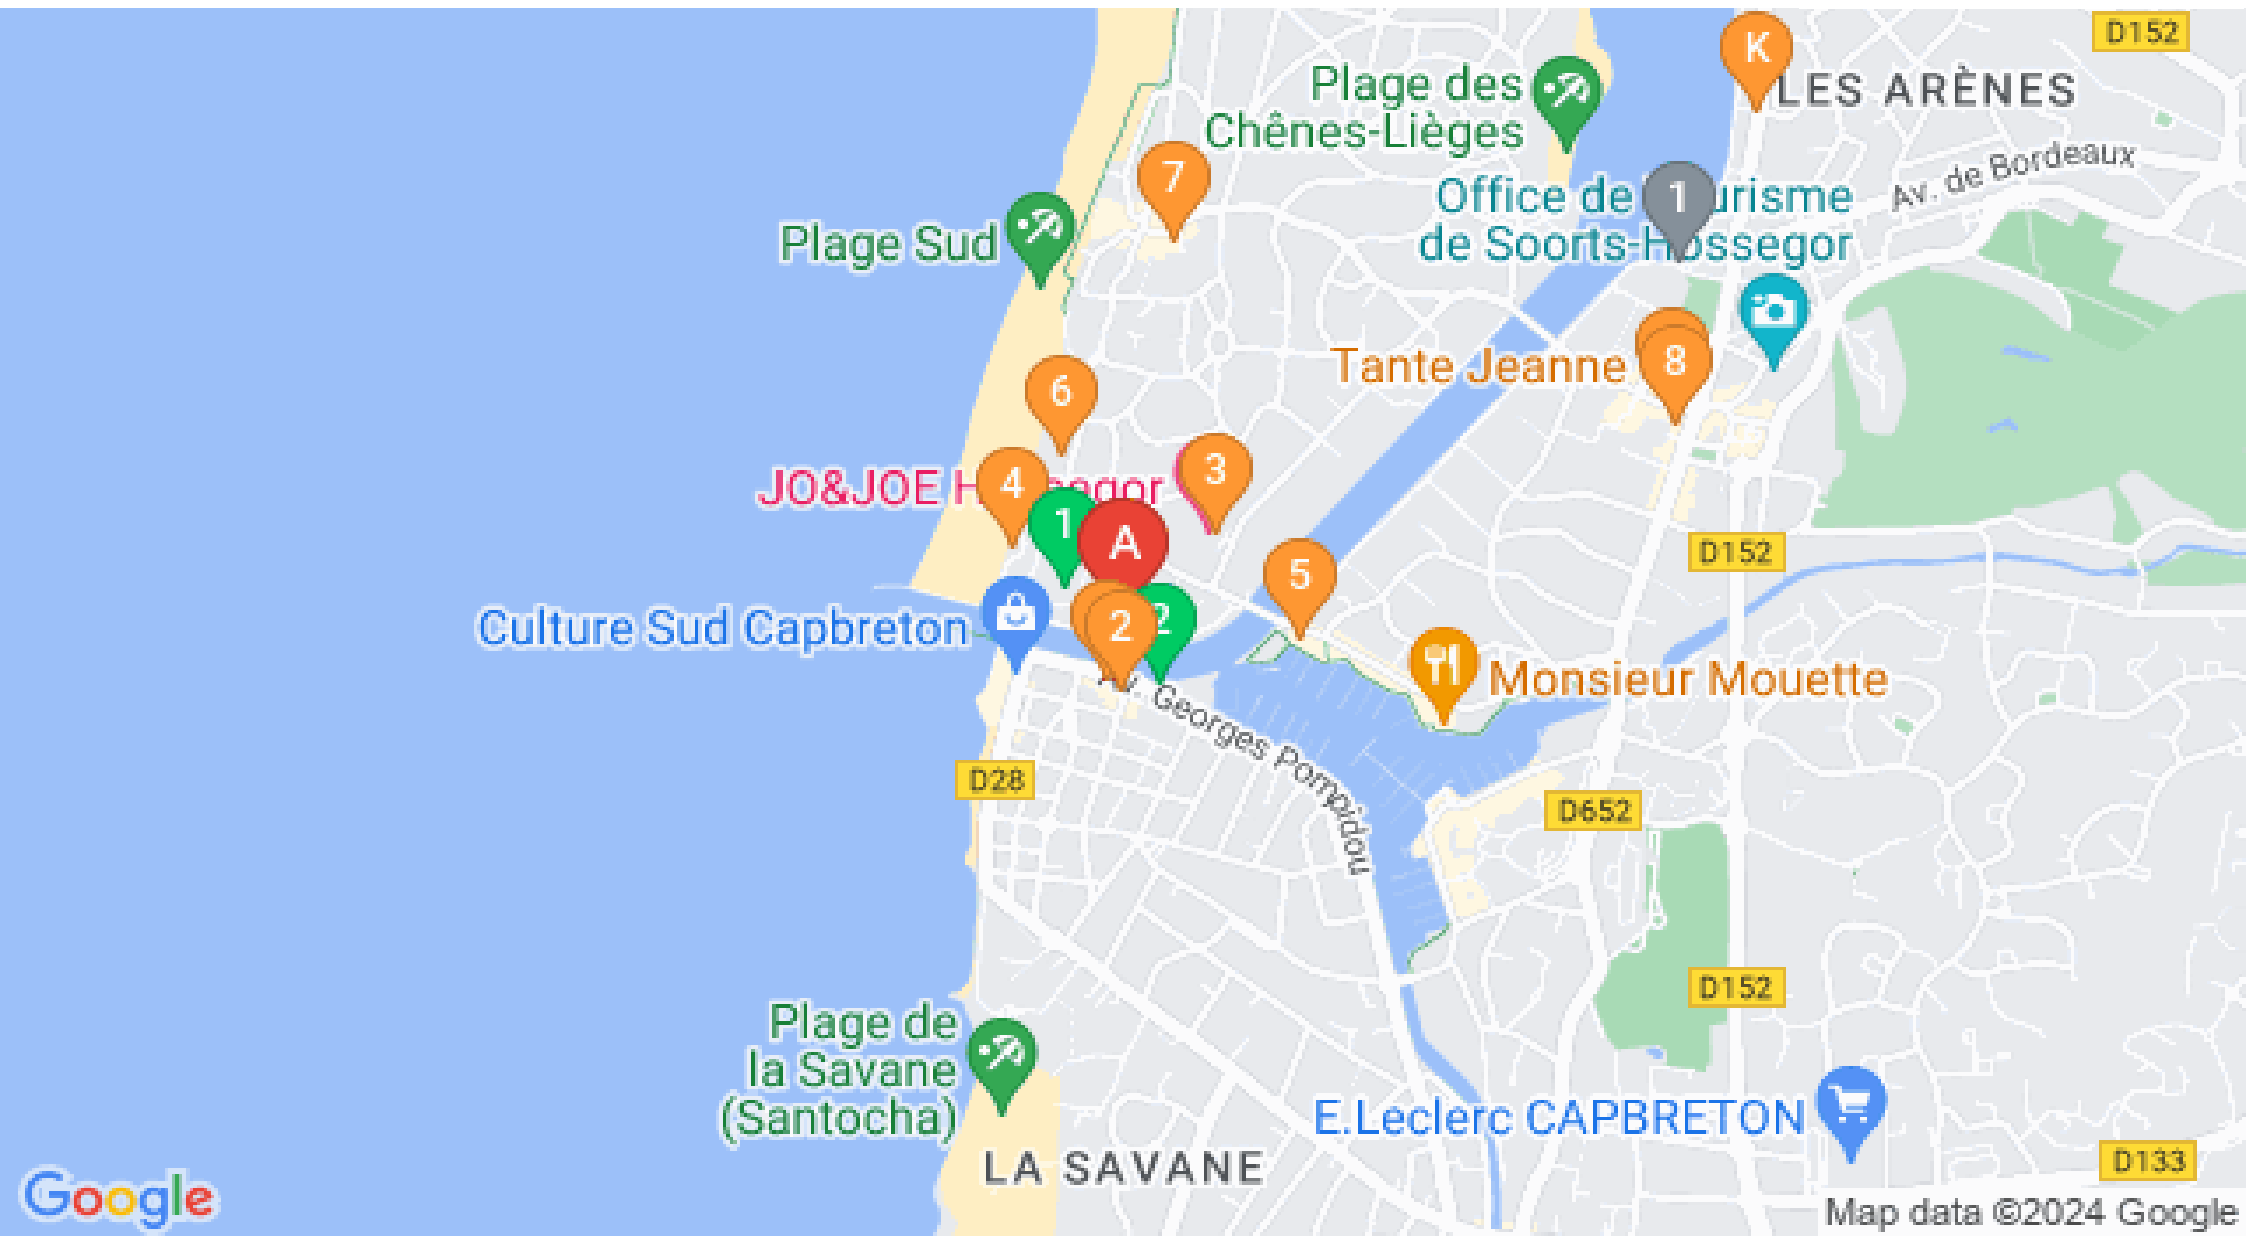 D152
K
LES ARÈNES
Plage des
Chênes-Lièges
Av. de Bordeaux
7
Office de
1
urisme
de Soorts-Hossegor
Plage Sud
Tante Jeanne
8
6
JO&JOE H
4
3
1
A
D152
5
Culture Sud Capbreton
2
2
Monsieur Mouette
Av. Georges Pompidou
D28
D652
D152
Plage de
la Savane
(Santocha)
E.Leclerc CAPBRETON
LA SAVANE
D133
Google
Map data ©2024 Google